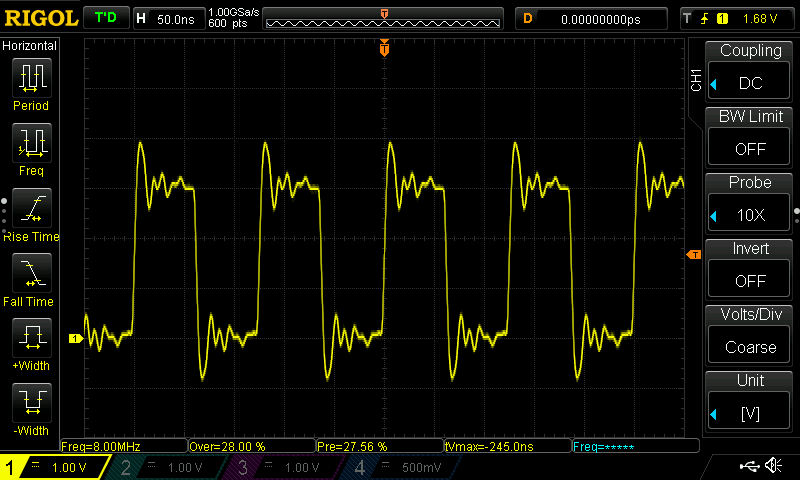 RIGOL T'D H 50.0ns 1.00GSa/s 600 pts D 0.00000000ps T 1 1.68 V
Horizontal
Period
Freq
Rise Time
Fall Time
+Width
-Width
T
T
1
CH1
Coupling
DC
BW Limit
OFF
Probe
10X
Invert
OFF
Volts/Div
Coarse
Unit
[V]
Freq=8.00MHz Over=28.00 % Pre=27.56 % tVmax=-245.0ns Freq=*****
1 1.00 V 2 1.00 V 3 1.00 V 4 500mV